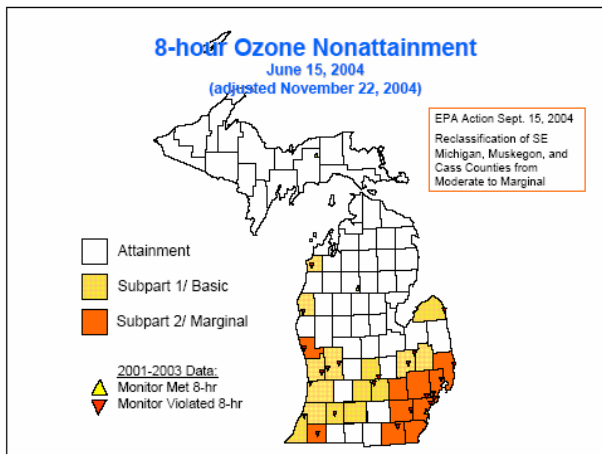 8-hour Ozone Nonattainment
June 15, 2004
(adjusted November 22, 2004)
EPA Action Sept. 15, 2004
Reclassification of SE
Michigan, Muskegon, and
Cass Counties from
Moderate to Marginal
Attainment
Subpart 1/ Basic
Subpart 2/ Marginal
2001-2003 Data:
Monitor Met 8-hr
Monitor Violated 8-hr